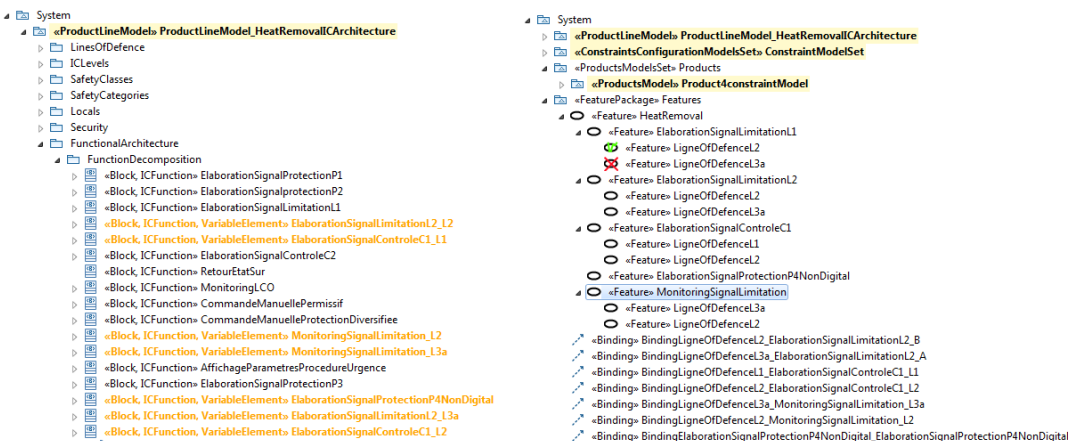 System
«ProductLineModel» ProductLineModel_HeatRemovalICArchitecture
LinesOfDefence
ICLevels
SafetyClasses
SafetyCategories
Locals
Security
FunctionalArchitecture
FunctionDecomposition
«Block, ICFunction» ElaborationSignalProtectionP1
«Block, ICFunction» ElaborationSignalprotectionP2
«Block, ICFunction» ElaborationSignalLimitationL1
«Block, ICFunction, VariableElement» ElaborationSignalLimitationL2_L2
«Block, ICFunction, VariableElement» ElaborationSignalControleC1_L1
«Block, ICFunction» ElaborationSignalControleC2
«Block, ICFunction» RetourEtatSur
«Block, ICFunction» MonitoringLCO
«Block, ICFunction» CommandeManuellePermissif
«Block, ICFunction» CommandeManuelleProtectionDiversifiee
«Block, ICFunction, VariableElement» MonitoringSignalLimitation_L2
«Block, ICFunction, VariableElement» MonitoringSignalLimitation_L3a
«Block, ICFunction» AffichageParametresProcedureUrgence
«Block, ICFunction» ElaborationSignalProtectionP3
«Block, ICFunction, VariableElement» ElaborationSignalProtectionP4NonDigital
«Block, ICFunction, VariableElement» ElaborationSignalLimitationL2_L3a
«Block, ICFunction, VariableElement» ElaborationSignalControleC1_L2
System
«ProductLineModel» ProductLineModel_HeatRemovalICArchitecture
«ConstraintsConfigurationModelsSet» ConstraintModelSet
«ProductsModelsSet» Products
«ProductsModel» Product4constraintModel
«FeaturePackage» Features
«Feature» HeatRemoval
«Feature» ElaborationSignalLimitationL1
«Feature» LigneOfDefenceL2
«Feature» LigneOfDefenceL3a
«Feature» ElaborationSignalLimitationL2
«Feature» LigneOfDefenceL2
«Feature» LigneOfDefenceL3a
«Feature» ElaborationSignalControleC1
«Feature» LigneOfDefenceL1
«Feature» LigneOfDefenceL2
«Feature» ElaborationSignalProtectionP4NonDigital
«Feature» MonitoringSignalLimitation
«Feature» LigneOfDefenceL3a
«Feature» LigneOfDefenceL2
«Binding» BindingLigneOfDefenceL2_ElaborationSignalLimitationL2_B
«Binding» BindingLigneOfDefenceL3a_ElaborationSignalLimitationL2_A
«Binding» BindingLigneOfDefenceL1_ElaborationSignalControleC1_L1
«Binding» BindingLigneOfDefenceL2_ElaborationSignalControleC1_L2
«Binding» BindingLigneOfDefenceL3a_MonitoringSignalLimitation_L3a
«Binding» BindingLigneOfDefenceL2_MonitoringSignalLimitation_L2
«Binding» BindingElaborationSignalProtectionP4NonDigital_ElaborationSignalProtectionP4NonDigital